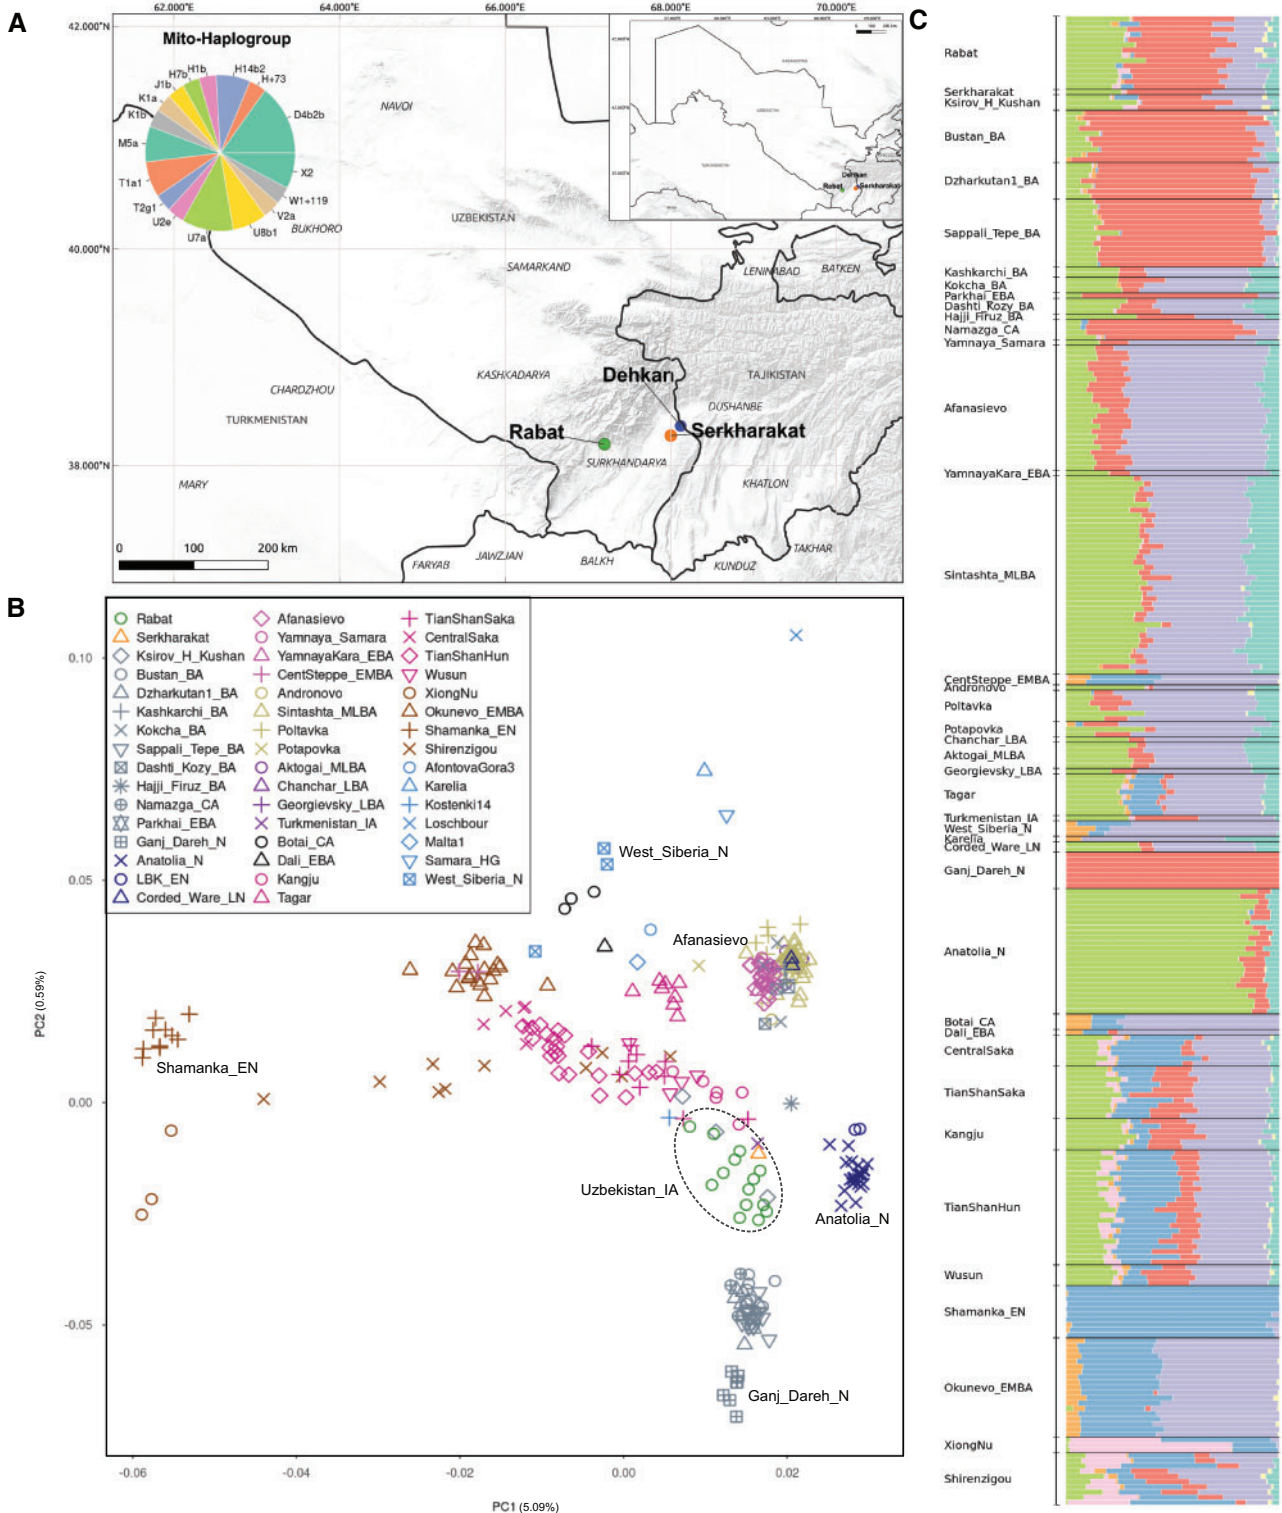 A
62.000°E 64.000°E 66.000°E 68.000°E 70.000°E
42.000°N
40.000°N
38.000°N
Mito-Haplogroup
H14b2
H+73
D4b2b
X2
W1+119
V2a
U8b1
U7a
U2e
T2g1
T1a1
M5a
K1b
K1a
J1b
H7b
H1b
NAVOI
BUKHORO
UZBEKISTAN
SAMARKAND
LENINABAD
BATKEN
KASHKADARYA
CHARDZHOU
TURKMENISTAN
Dehkan
TAJIKISTAN
DUSHANBE
Rabat
Serkharakat
SURKHANDARYA
MARY
KHATLON
TAKHAR
KUNDUZ
BALKH
JAWZJAN
FARYAB
0 100 200 km
Dehkan
Rabat
Serkharakat
B
Rabat
Serkharakat
Ksirov_H_Kushan
Bustan_BA
Dzharkutan1_BA
Kashkarchi_BA
Kokcha_BA
Sappali_Tepe_BA
Dashti_Kozy_BA
Hajji_Firuz_BA
Namazga_CA
Parkhai_EBA
Ganj_Dareh_N
Anatolia_N
LBK_EN
Corded_Ware_LN
Afanasievo
Yamnaya_Samara
YamnayaKara_EBA
CentSteppe_EMBA
Andronovo
Sintashta_MLBA
Poltavka
Potapovka
Aktogai_MLBA
Chanchar_LBA
Georgievsky_LBA
Turkmenistan_IA
Botai_CA
Dali_EBA
Kangju
Tagar
TianShanSaka
CentralSaka
TianShanHun
Wusun
XiongNu
Okunevo_EMBA
Shamanka_EN
Shirenzigou
AfontovaGora3
Karelia
Kostenki14
Loschbour
Malta1
Samara_HG
West_Siberia_N
West_Siberia_N
Afanasievo
Shamanka_EN
Uzbekistan_IA
Anatolia_N
Ganj_Dareh_N
0.10
0.05
0.00
-0.05
PC2 (0.59%)
-0.06 -0.04 -0.02 0.00 0.02
PC1 (5.09%)
C
Rabat
Serkharakat
Ksirov_H_Kushan
Bustan_BA
Dzharkutan1_BA
Sappali_Tepe_BA
Kashkarchi_BA
Kokcha_BA
Parkhai_EBA
Dashti_Kozy_BA
Hajji_Firuz_BA
Namazga_CA
Yamnaya_Samara
Afanasievo
YamnayaKara_EBA
Sintashta_MLBA
CentSteppe_EMBA
Andronovo
Poltavka
Potapovka
Chanchar_LBA
Aktogai_MLBA
Georgievsky_LBA
Tagar
Turkmenistan_IA
West_Siberia_N
Karelia
Corded_Ware_LN
Ganj_Dareh_N
Anatolia_N
Botai_CA
Dali_EBA
CentralSaka
TianShanSaka
Kangju
TianShanHun
Wusun
Shamanka_EN
Okunevo_EMBA
XiongNu
Shirenzigou